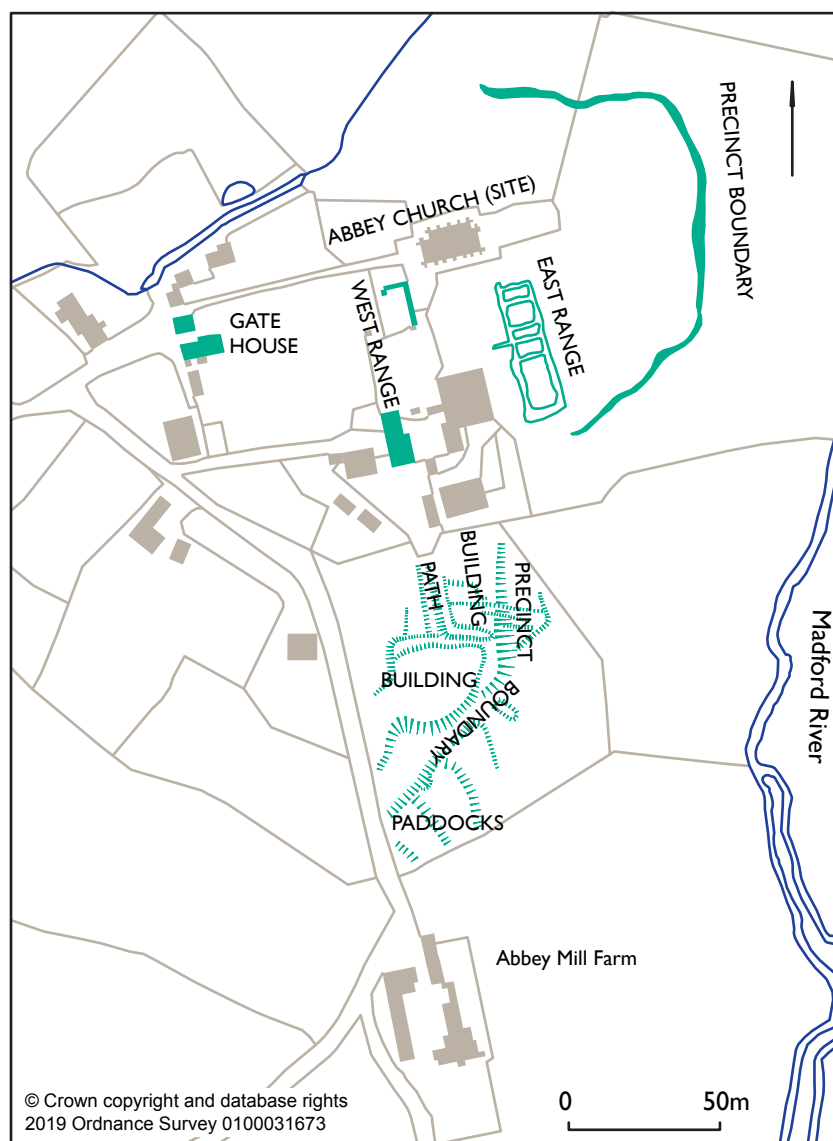 PRECINCT BOUNDARY
ABBEY CHURCH (SITE)
EAST RANGE
WEST RANGE
GATE
HOUSE
PATH
BUILDING
PRECINCT
BOUNDARY
BUILDING
PADDOCKS
Madford River
Abbey Mill Farm
© Crown copyright and database rights
2019 Ordnance Survey 0100031673
0 50m